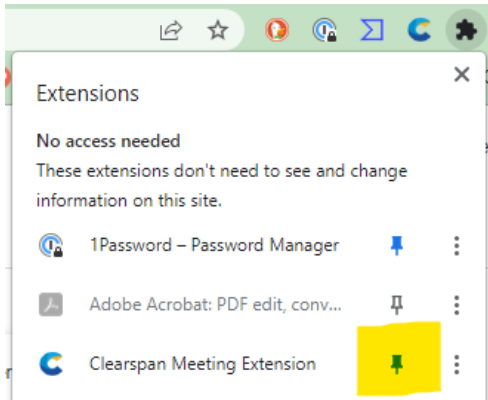 Extensions
No access needed
These extensions don't need to see and change
information on this site.
1Password – Password Manager
Adobe Acrobat: PDF edit, conv...
Clearspan Meeting Extension